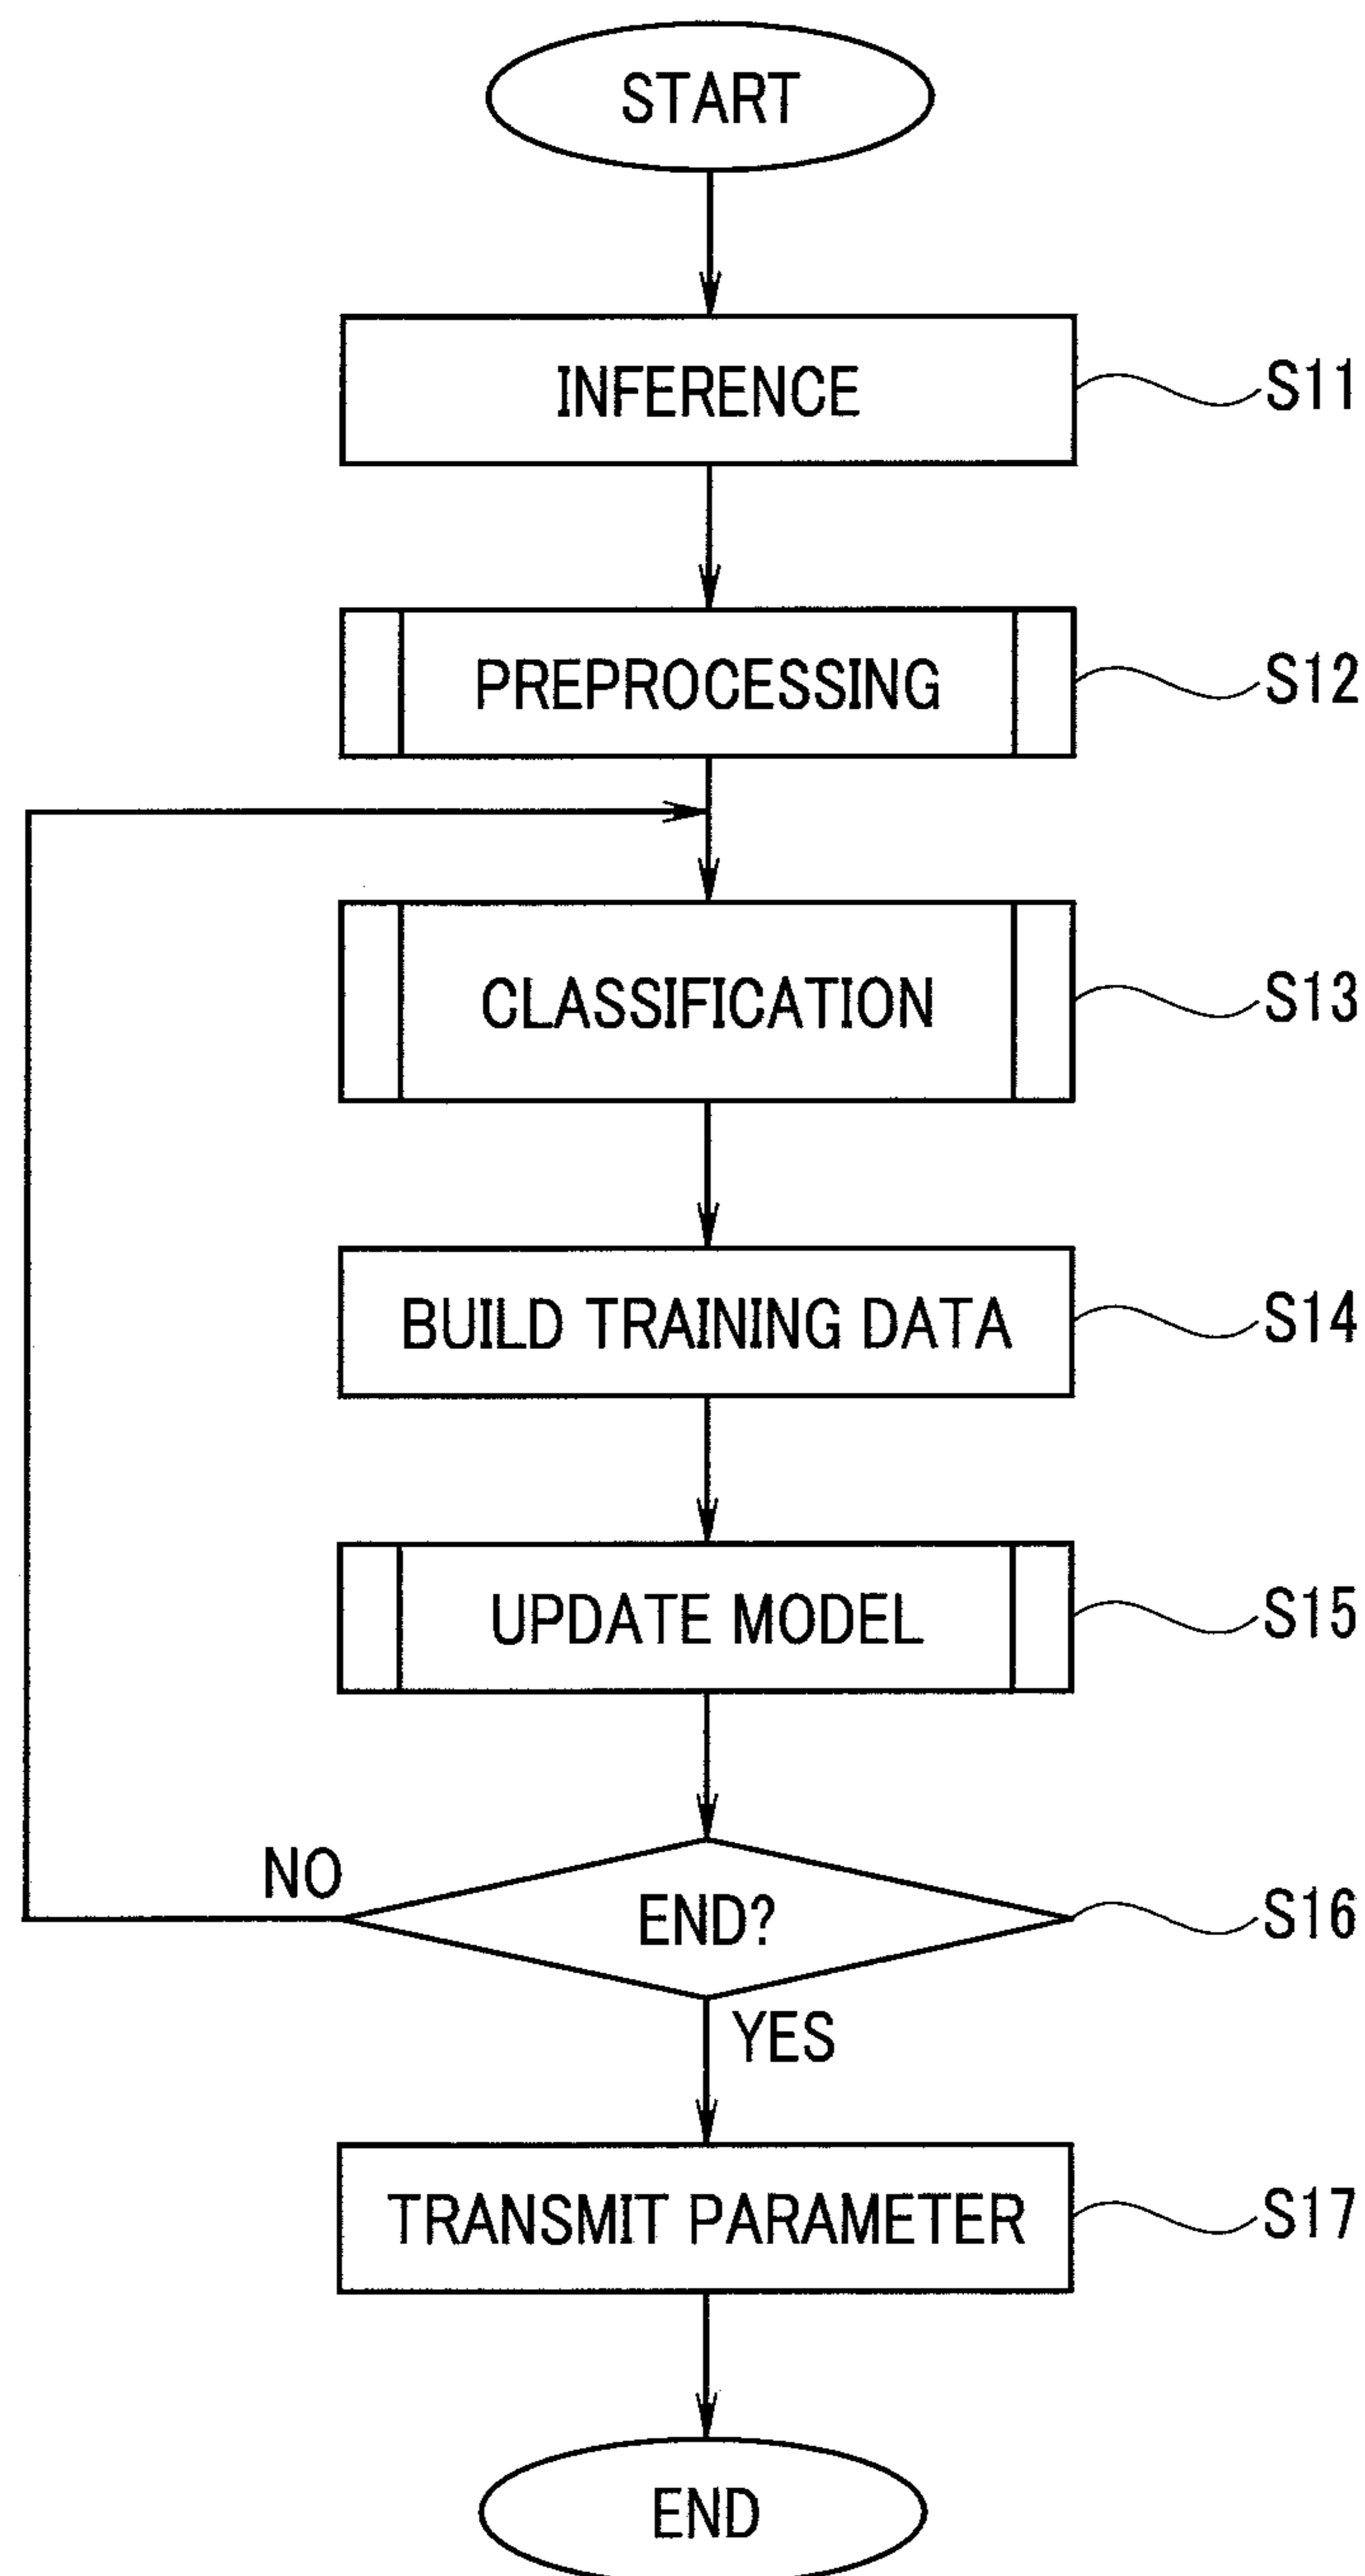 START
INFERENCE
S11
PREPROCESSING
S12
CLASSIFICATION
S13
BUILD TRAINING DATA
S14
UPDATE MODEL
S15
NO
END?
S16
YES
TRANSMIT PARAMETER
S17
END